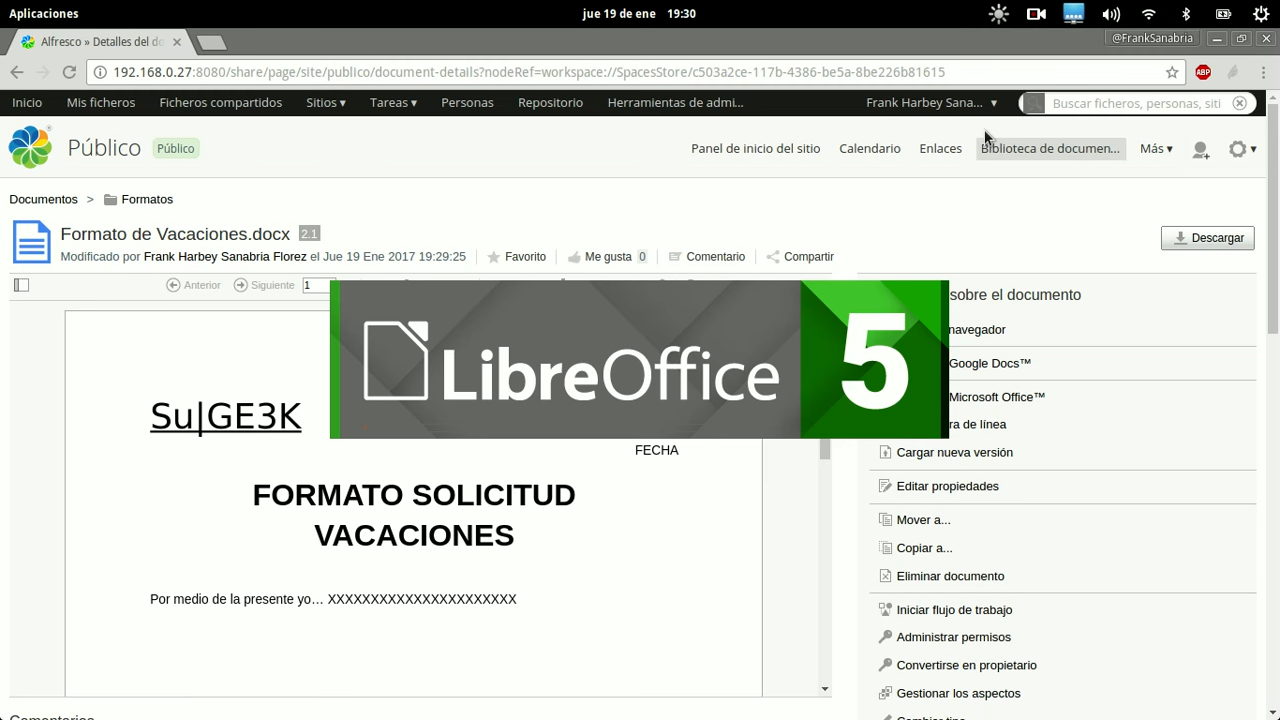 Aplicaciones jue 19 de ene 19:30
Alfresco » Detalles del do @FrankSanabria
192.168.0.27:8080/share/page/site/publico/document-details?nodeRef=workspace://SpacesStore/c503a2ce-117b-4386-be5a-8be226b81615 ABP
Inicio Mis ficheros Ficheros compartidos Sitios ▾ Tareas ▾ Personas Repositorio Herramientas de admi... Frank Harbey Sana... ▾ Buscar ficheros, personas, siti
Público Público Panel de inicio del sitio Calendario Enlaces Biblioteca de documen... Más ▾
Documentos > Formatos
Formato de Vacaciones.docx 2.1 Descargar
Modificado por Frank Harbey Sanabria Florez el Jue 19 Ene 2017 19:29:25 Favorito Me gusta 0 Comentario Compartir
Anterior Siguiente 1
sobre el documento
navegador
LibreOffice 5
Google Docs™
Microsoft Office™
Su|GE3K
ra de línea
FECHA
Cargar nueva versión
FORMATO SOLICITUD
VACACIONES
Editar propiedades
Mover a...
Copiar a...
Eliminar documento
Por medio de la presente yo… XXXXXXXXXXXXXXXXXXXXXX
Iniciar flujo de trabajo
Administrar permisos
Convertirse en propietario
Gestionar los aspectos